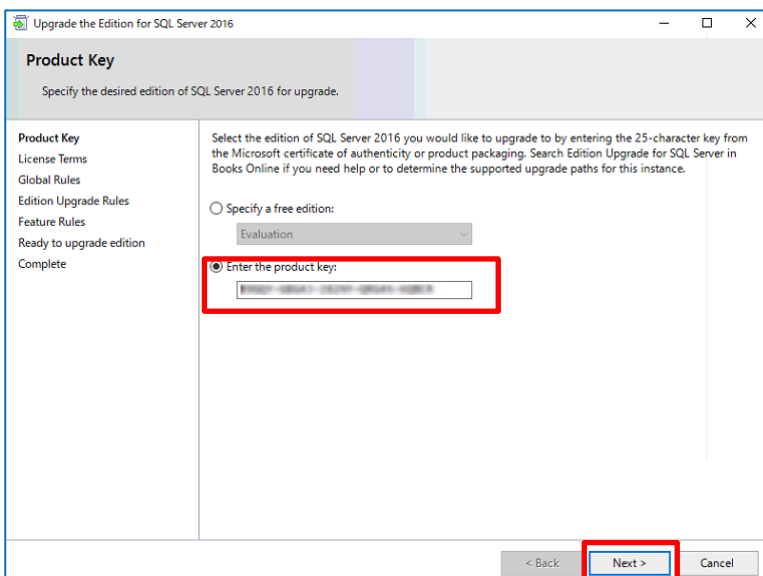 Upgrade the Edition for SQL Server 2016
Product Key
Specify the desired edition of SQL Server 2016 for upgrade.
Product Key
License Terms
Global Rules
Edition Upgrade Rules
Feature Rules
Ready to upgrade edition
Complete
Select the edition of SQL Server 2016 you would like to upgrade to by entering the 25-character key from
the Microsoft certificate of authenticity or product packaging. Search Edition Upgrade for SQL Server in
Books Online if you need help or to determine the supported upgrade paths for this instance.
Specify a free edition:
Evaluation
Enter the product key:
< Back
Next >
Cancel